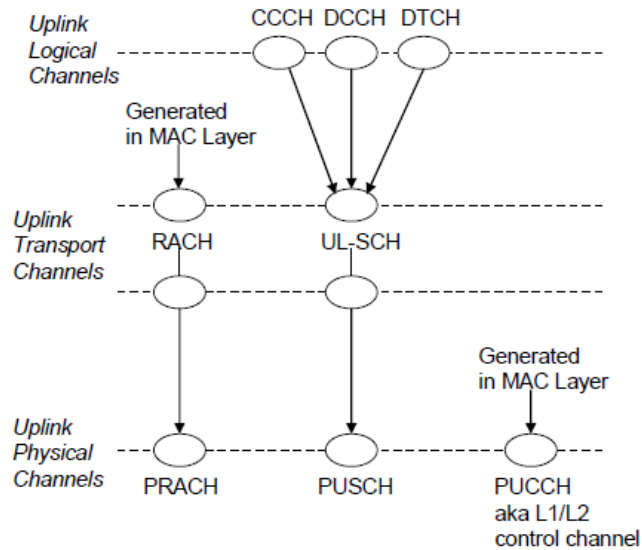 Uplink
Logical
Channels
CCCH DCCH DTCH
Generated
in MAC Layer
Uplink
Transport
Channels
RACH
UL-SCH
Generated
in MAC Layer
Uplink
Physical
Channels
PRACH
PUSCH
PUCCH
aka L1/L2
control channel